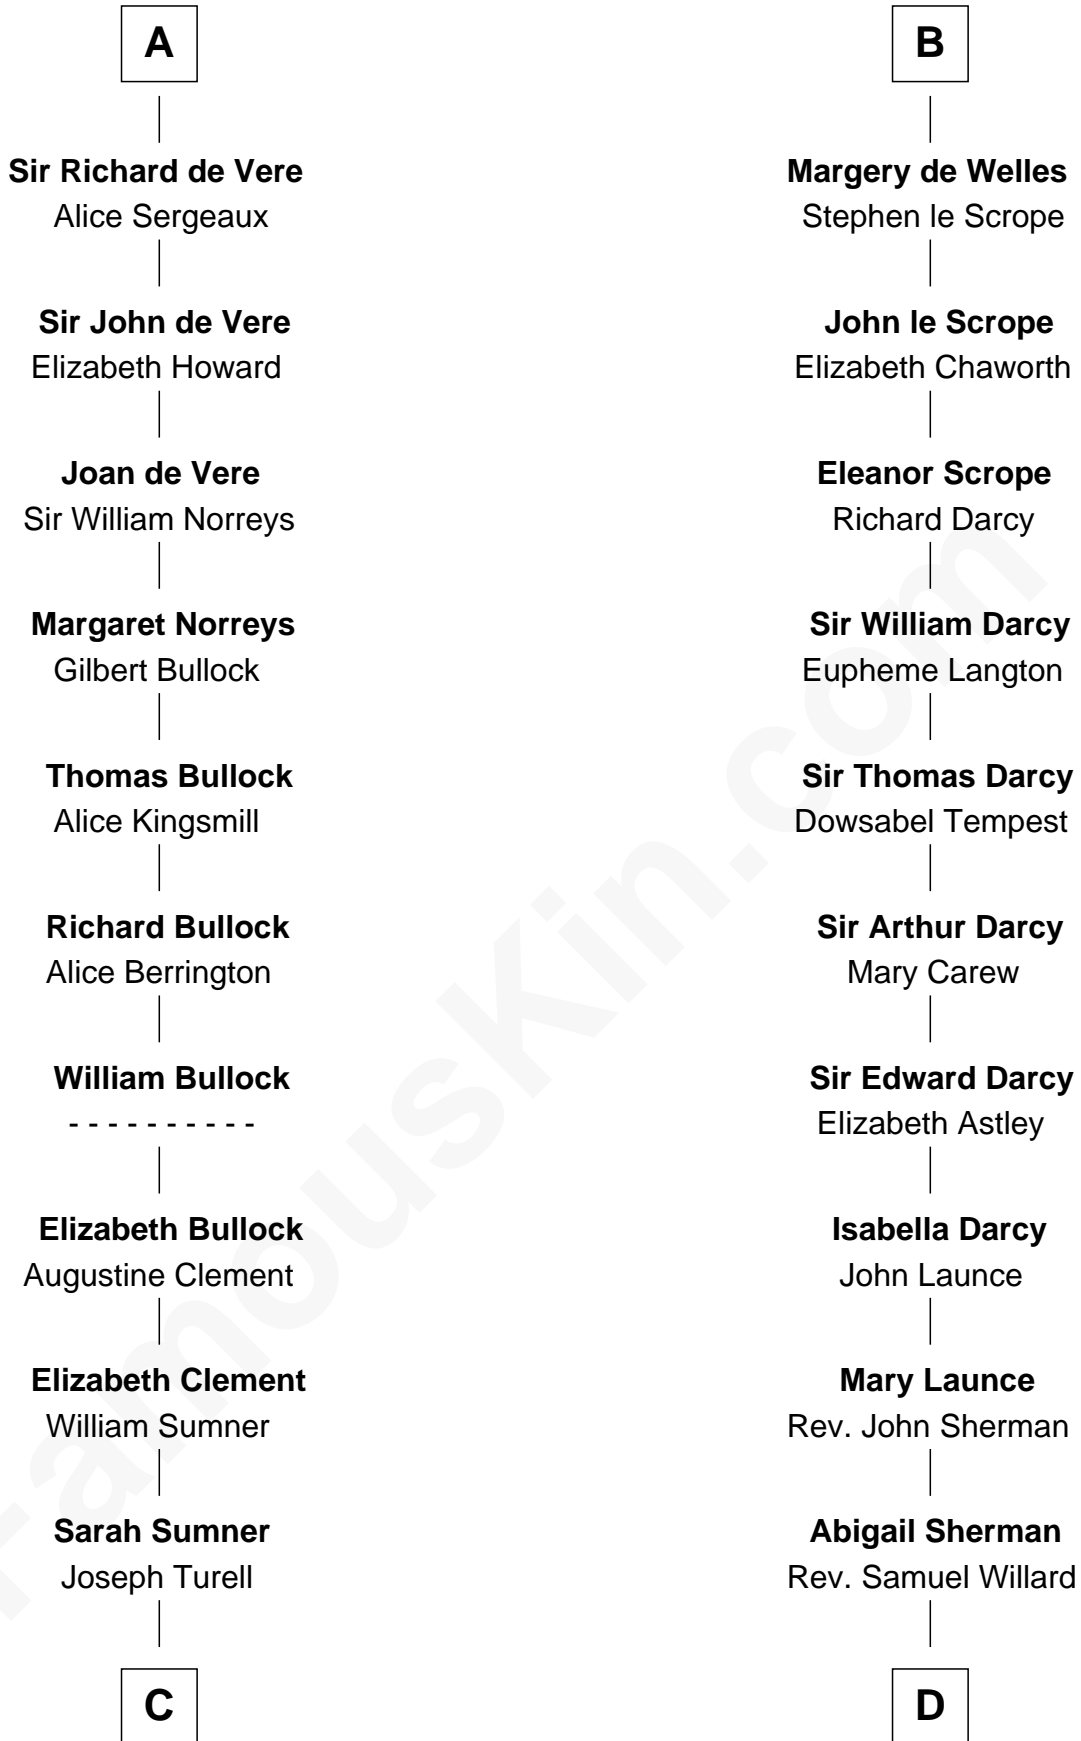 A
Sir Richard de Vere
Alice Sergeaux
Sir John de Vere
Elizabeth Howard
Joan de Vere
Sir William Norreys
Margaret Norreys
Gilbert Bullock
Thomas Bullock
Alice Kingsmill
Richard Bullock
Alice Berrington
William Bullock
- - - - - - - - - -
Elizabeth Bullock
Augustine Clement
Elizabeth Clement
William Sumner
Sarah Sumner
Joseph Turell
C
B
Margery de Welles
Stephen le Scrope
John le Scrope
Elizabeth Chaworth
Eleanor Scrope
Richard Darcy
Sir William Darcy
Eupheme Langton
Sir Thomas Darcy
Dowsabel Tempest
Sir Arthur Darcy
Mary Carew
Sir Edward Darcy
Elizabeth Astley
Isabella Darcy
John Launce
Mary Launce
Rev. John Sherman
Abigail Sherman
Rev. Samuel Willard
D
FamousKin.com